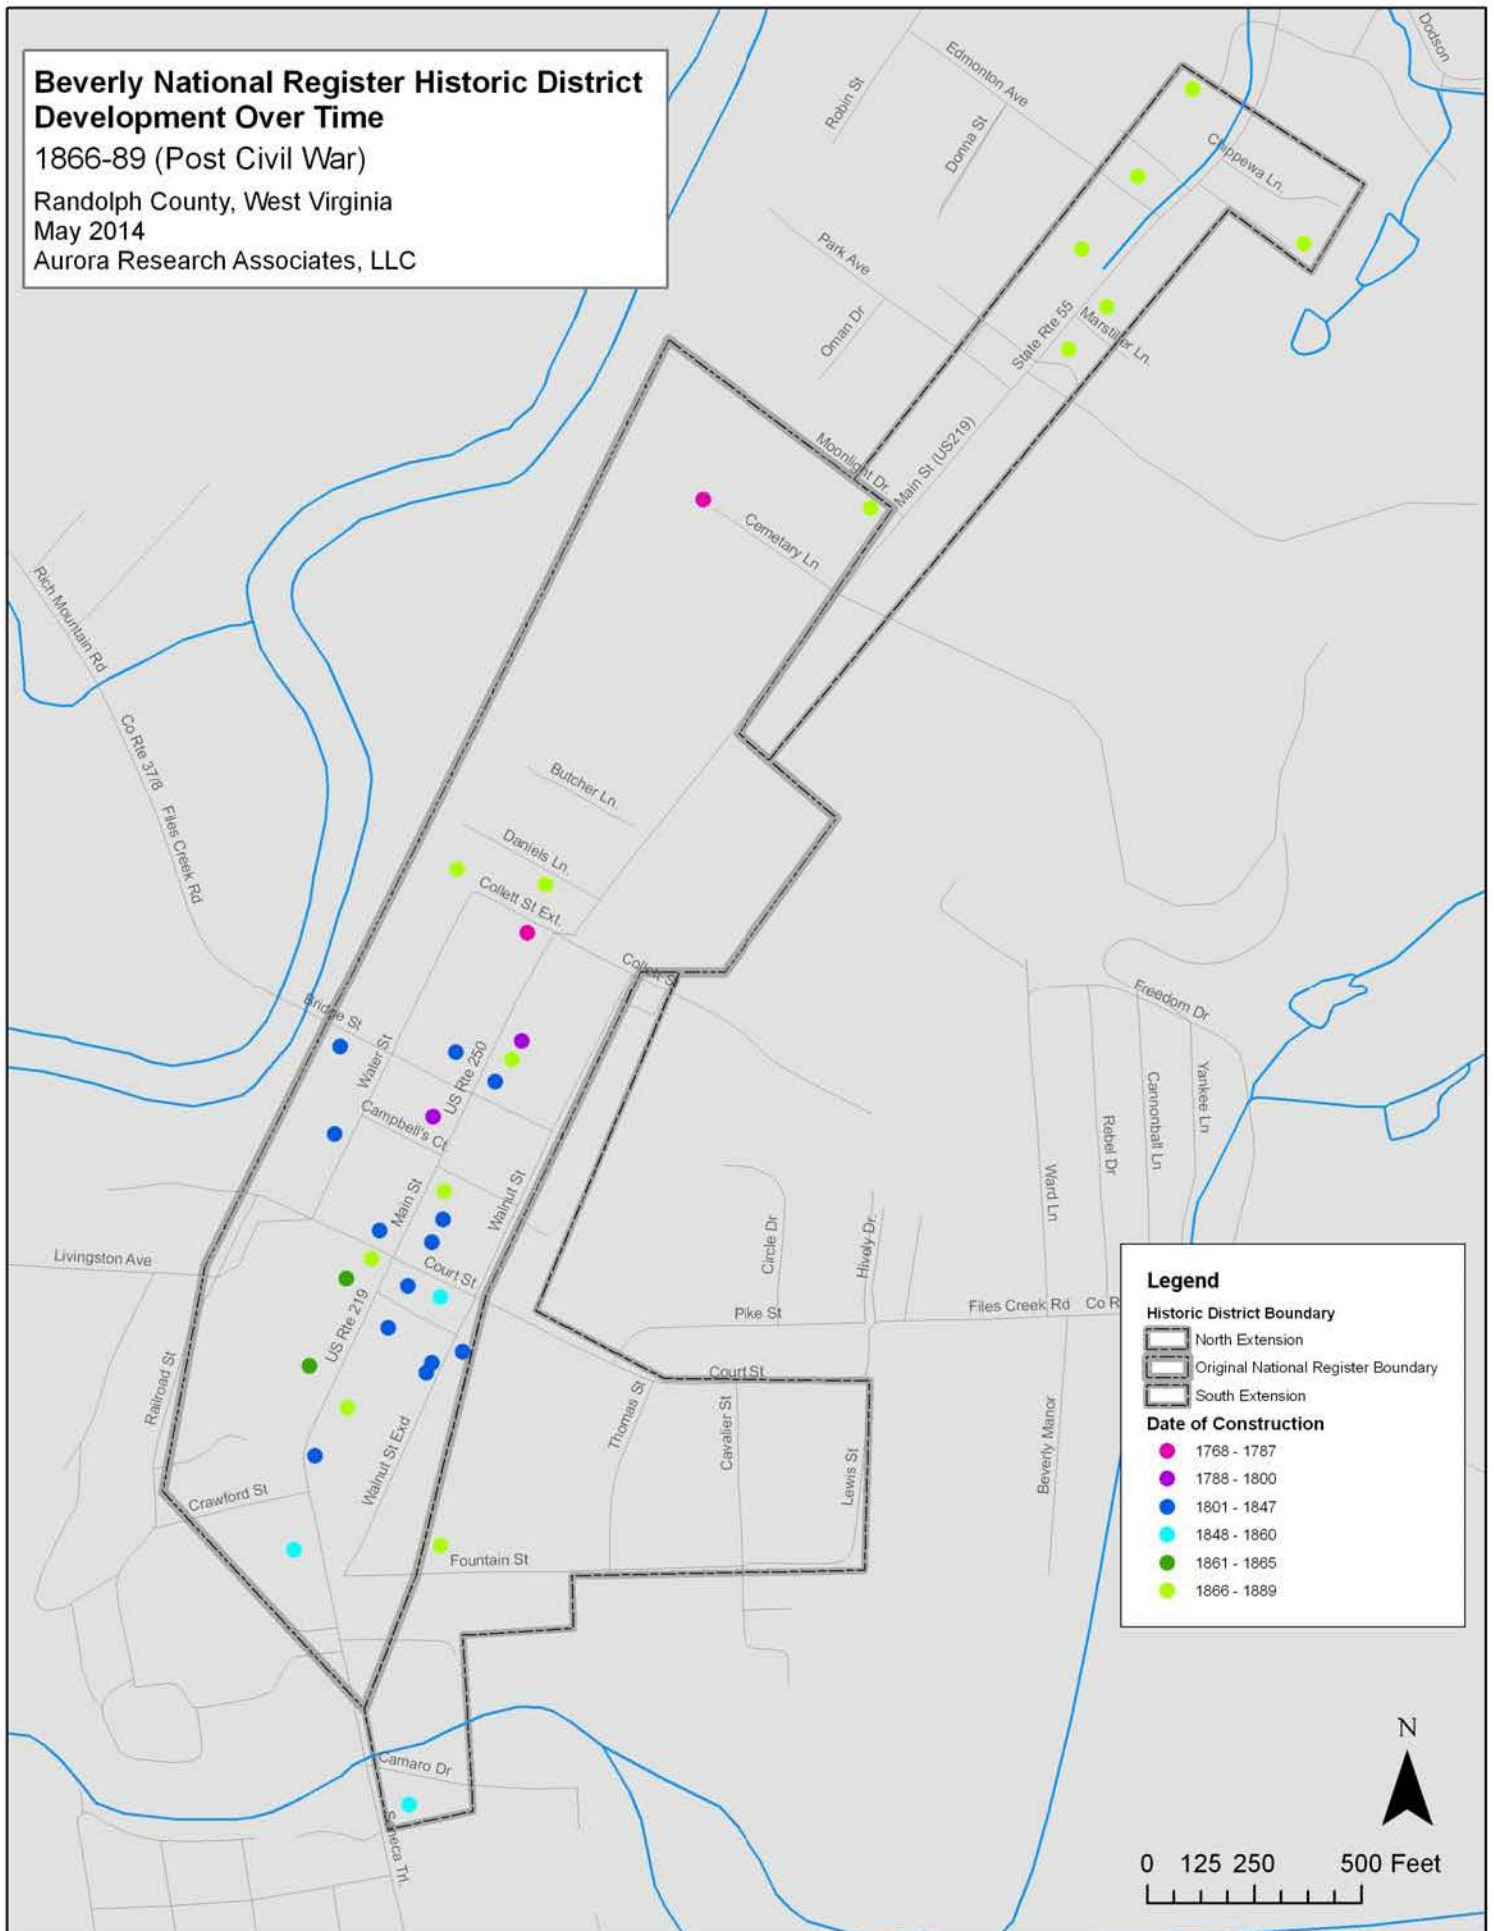 Beverly National Register Historic District
Development Over Time
1866-89 (Post Civil War)
Randolph County, West Virginia
May 2014
Aurora Research Associates, LLC
Dodson
Edmonton Ave
Robin St
Donna St
Chippewa Ln.
Park Ave
Oman Dr
State Rte 55
Marstiller Ln.
Moonlight Dr.
Main St (US219)
Cemetary Ln
Rich Mountain Rd
Co Rte 37/8
Files Creek Rd
Butcher Ln.
Daniels Ln.
Collett St Ext.
Collett St
Bridge St
Water St
US Rte 250
Campbell's Ct
Freedom Dr
Yankee Ln
Cannonball Ln
Rebel Dr
Ward Ln
Main St
Walnut St
Livingston Ave
Court St
Circle Dr
Hively Dr.
US Rte 219
Pike St
Files Creek Rd
Co R
Railroad St
Court St
Thomas St
Cavalier St
Lewis St
Beverly Manor
Walnut St Exd
Crawford St
Fountain St
Camaro Dr
Seneca Trl.
Legend
Historic District Boundary
North Extension
Original National Register Boundary
South Extension
Date of Construction
1768 - 1787
1788 - 1800
1801 - 1847
1848 - 1860
1861 - 1865
1866 - 1889
N
0 125 250 500 Feet